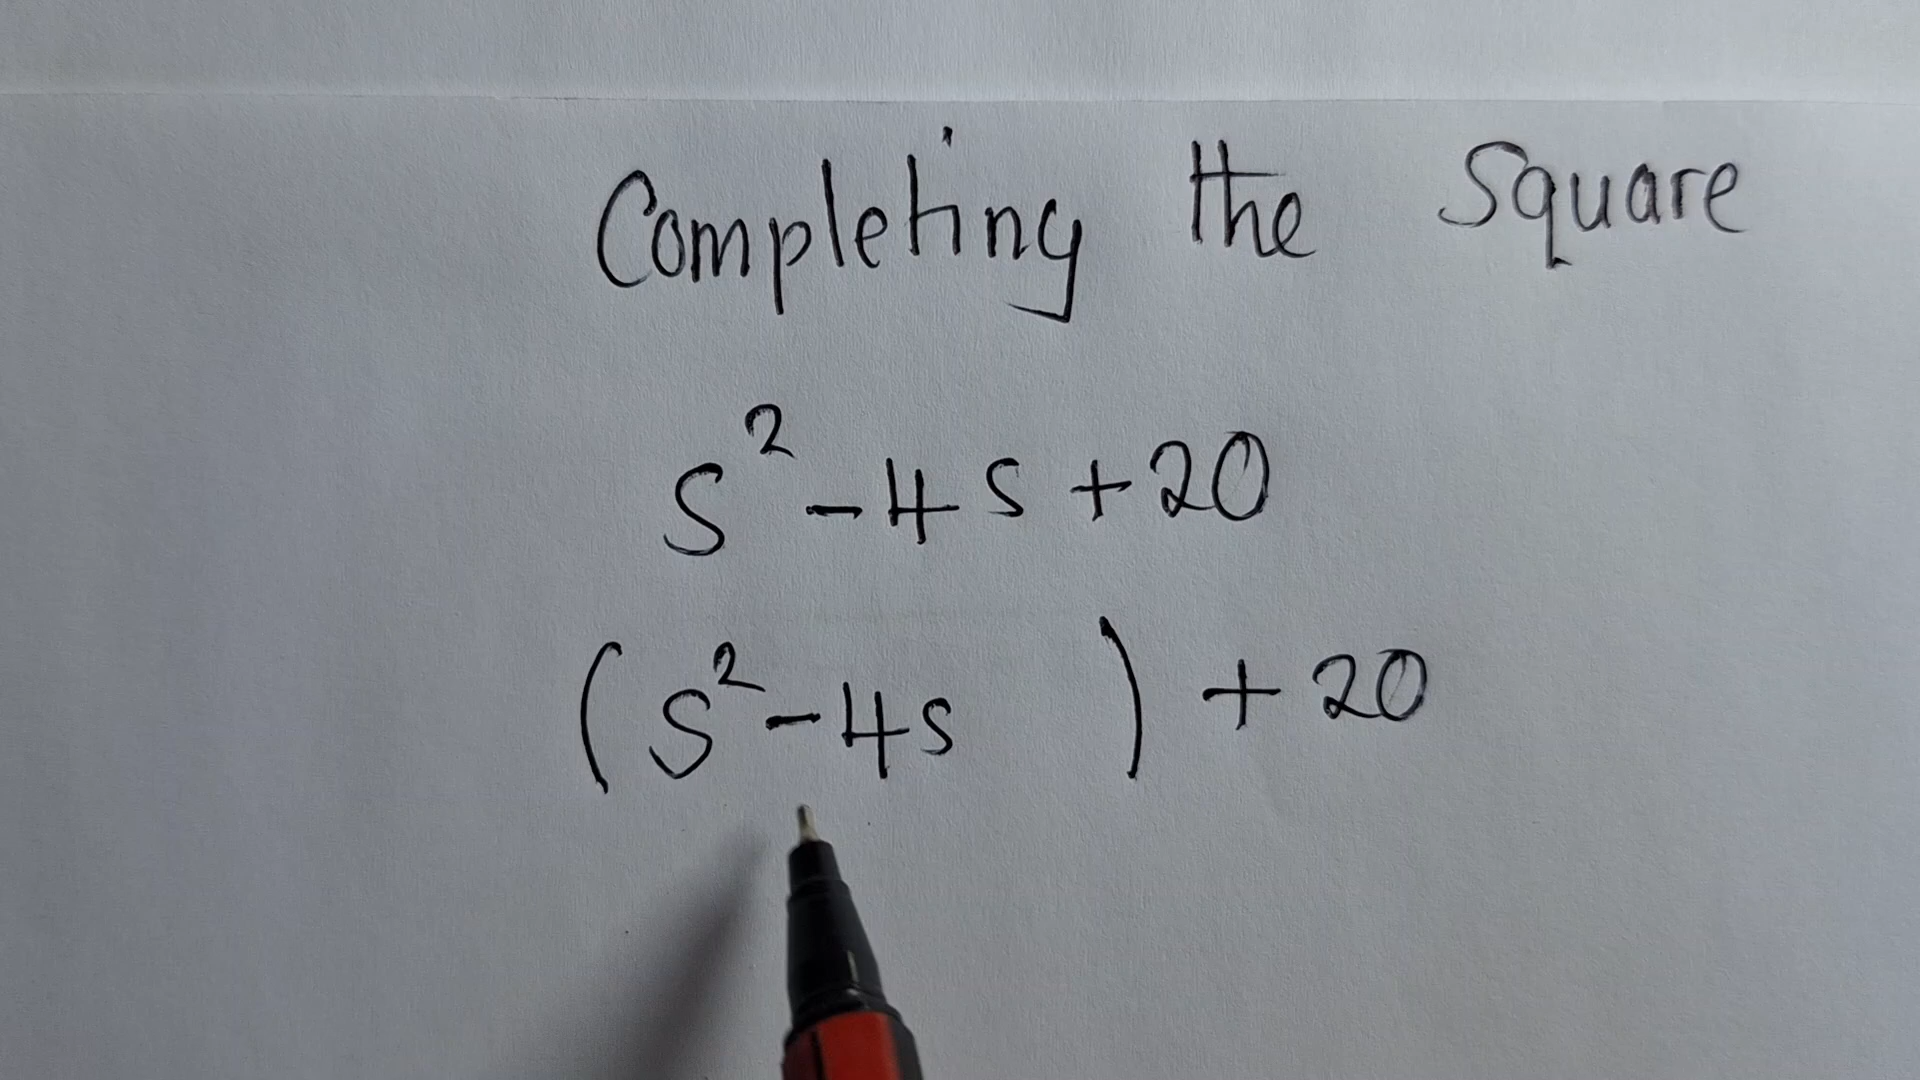 Completing the Square
s² - 4s + 20
(s² - 4s ) + 20